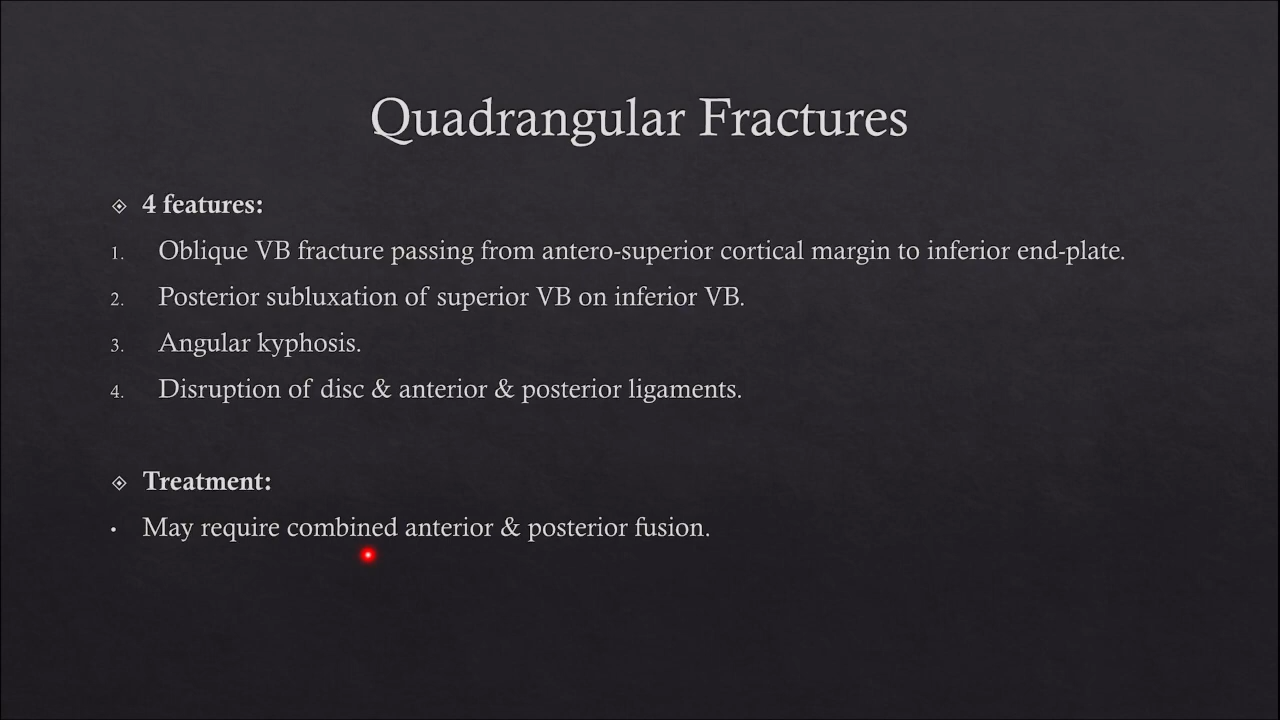 Quadrangular Fractures
4 features:
1. Oblique VB fracture passing from antero-superior cortical margin to inferior end-plate.
2. Posterior subluxation of superior VB on inferior VB.
3. Angular kyphosis.
4. Disruption of disc & anterior & posterior ligaments.
Treatment:
• May require combined anterior & posterior fusion.